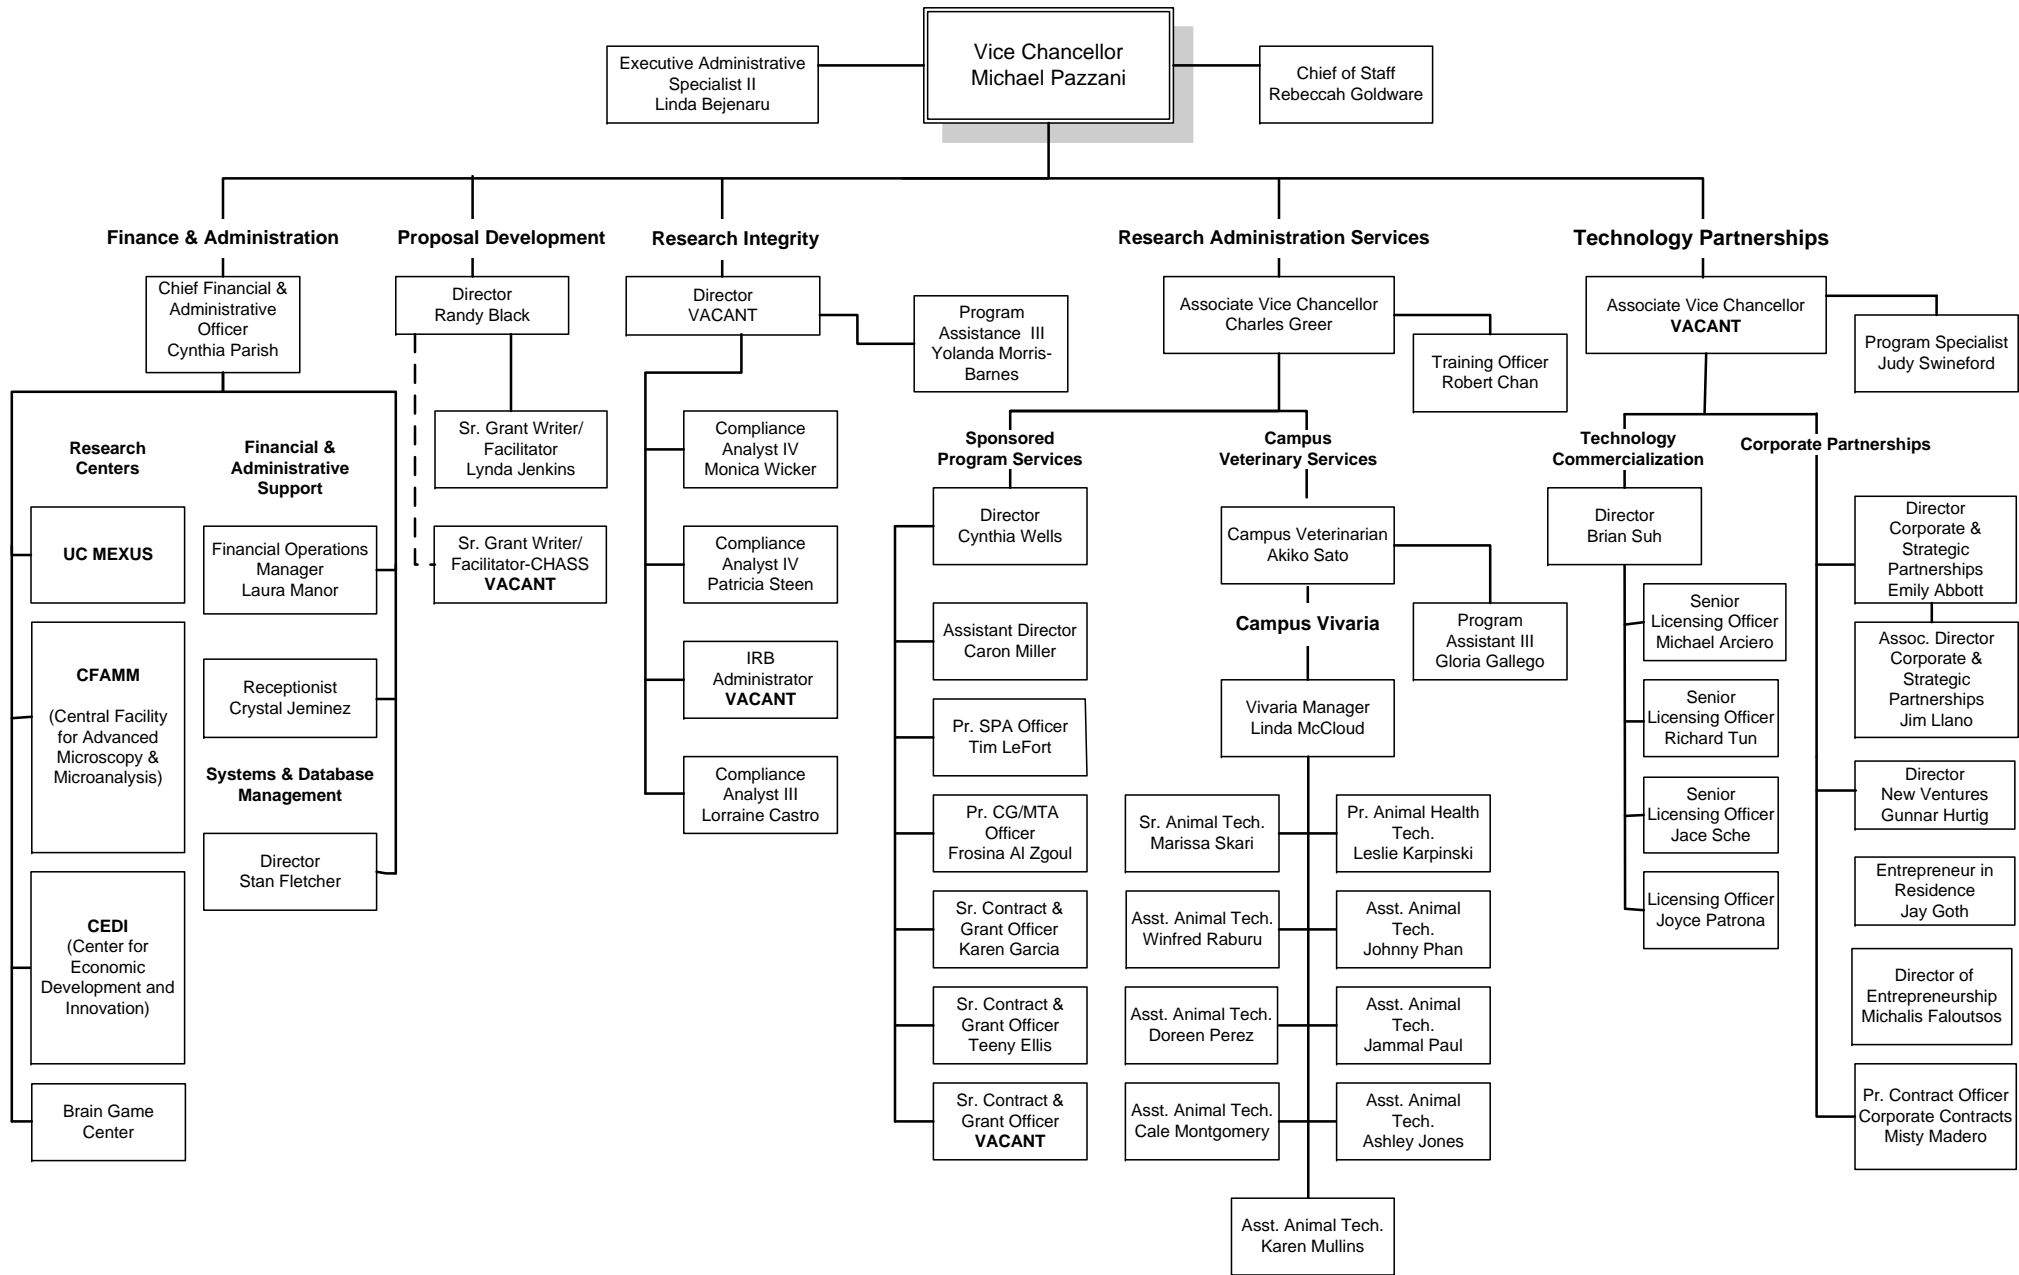 Vice Chancellor
Michael Pazzani
Executive Administrative
Specialist II
Linda Bejenaru
Chief of Staff
Rebeccah Goldware
Finance & Administration
Chief Financial &
Administrative
Officer
Cynthia Parish
Research
Centers
UC MEXUS
CFAMM
(Central Facility
for Advanced
Microscopy &
Microanalysis)
CEDI
(Center for
Economic
Development and
Innovation)
Brain Game
Center
Financial &
Administrative
Support
Financial Operations
Manager
Laura Manor
Receptionist
Crystal Jeminez
Systems & Database
Management
Director
Stan Fletcher
Proposal Development
Director
Randy Black
Sr. Grant Writer/
Facilitator
Lynda Jenkins
Sr. Grant Writer/
Facilitator-CHASS
VACANT
Research Integrity
Director
VACANT
Program
Assistance  III
Yolanda Morris-
Barnes
Compliance
Analyst IV
Monica Wicker
Compliance
Analyst IV
Patricia Steen
IRB
Administrator
VACANT
Compliance
Analyst III
Lorraine Castro
Research Administration Services
Associate Vice Chancellor
Charles Greer
Training Officer
Robert Chan
Sponsored
Program Services
Director
Cynthia Wells
Assistant Director
Caron Miller
Pr. SPA Officer
Tim LeFort
Pr. CG/MTA
Officer
Frosina Al Zgoul
Sr. Contract &
Grant Officer
Karen Garcia
Sr. Contract &
Grant Officer
Teeny Ellis
Sr. Contract &
Grant Officer
VACANT
Campus
Veterinary Services
Campus Veterinarian
Akiko Sato
Program
Assistant III
Gloria Gallego
Campus Vivaria
Vivaria Manager
Linda McCloud
Sr. Animal Tech.
Marissa Skari
Pr. Animal Health
Tech.
Leslie Karpinski
Asst. Animal Tech.
Winfred Raburu
Asst. Animal
Tech.
Johnny Phan
Asst. Animal Tech.
Doreen Perez
Asst. Animal
Tech.
Jammal Paul
Asst. Animal Tech.
Cale Montgomery
Asst. Animal
Tech.
Ashley Jones
Asst. Animal Tech.
Karen Mullins
Technology Partnerships
Associate Vice Chancellor
VACANT
Program Specialist
Judy Swineford
Technology
Commercialization
Director
Brian Suh
Senior
Licensing Officer
Michael Arciero
Senior
Licensing Officer
Richard Tun
Senior
Licensing Officer
Jace Sche
Licensing Officer
Joyce Patrona
Corporate Partnerships
Director
Corporate &
Strategic
Partnerships
Emily Abbott
Assoc. Director
Corporate &
Strategic
Partnerships
Jim Llano
Director
New Ventures
Gunnar Hurtig
Entrepreneur in
Residence
Jay Goth
Director of
Entrepreneurship
Michalis Faloutsos
Pr. Contract Officer
Corporate Contracts
Misty Madero